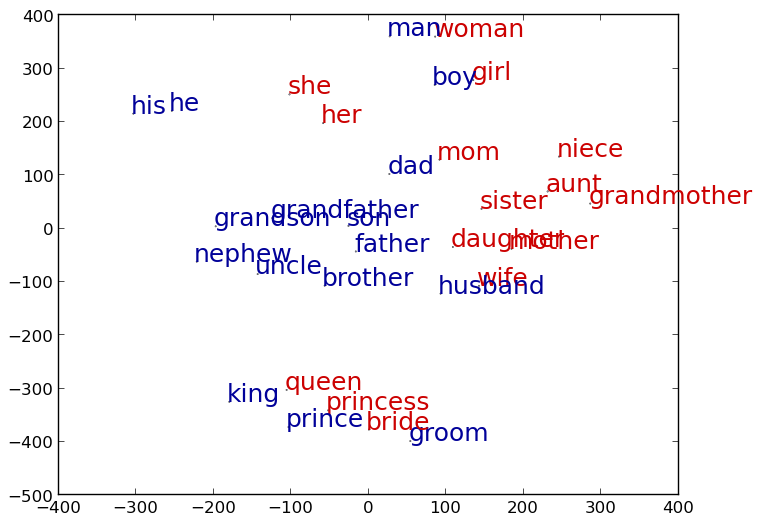 400
man woman
300
boy girl
she
his he
200
her
mom niece
dad
100
aunt
sister grandmother
grandfather
grandson son
0
father daughter mother
nephew
uncle
brother wife
−100
husband
−200
−300
queen
king
princess
prince bride
groom
−400
−500
−400 −300 −200 −100 0 100 200 300 400